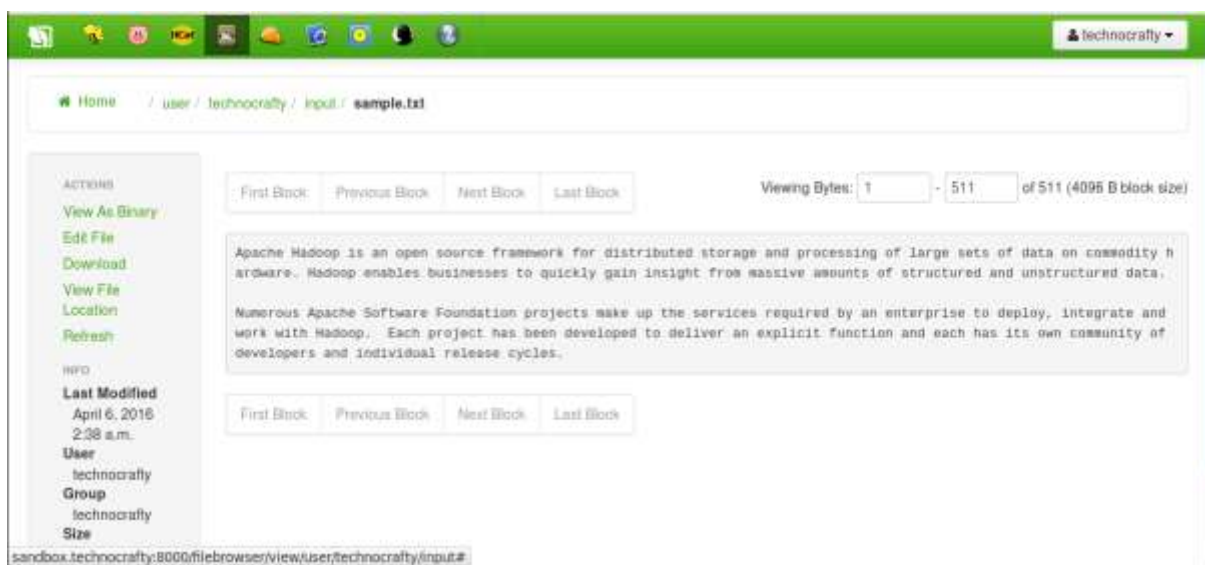 technocrafty
Home / user / technocrafty / input / sample.txt
ACTIONS
View As Binary
Edit File
Download
View File
Location
Refresh
INFO
Last Modified
April 6, 2016
2:38 a.m.
User
technocrafty
Group
technocrafty
Size
First Block Previous Block Next Block Last Block
Viewing Bytes: 1 - 511 of 511 (4096 B block size)
Apache Hadoop is an open source framework for distributed storage and processing of large sets of data on commodity h
ardware. Hadoop enables businesses to quickly gain insight from massive amounts of structured and unstructured data.
Numerous Apache Software Foundation projects make up the services required by an enterprise to deploy, integrate and
work with Hadoop. Each project has been developed to deliver an explicit function and each has its own community of
developers and individual release cycles.
First Block Previous Block Next Block Last Block
sandbox.technocrafty:8000/filebrowser/view/user/technocrafty/input#